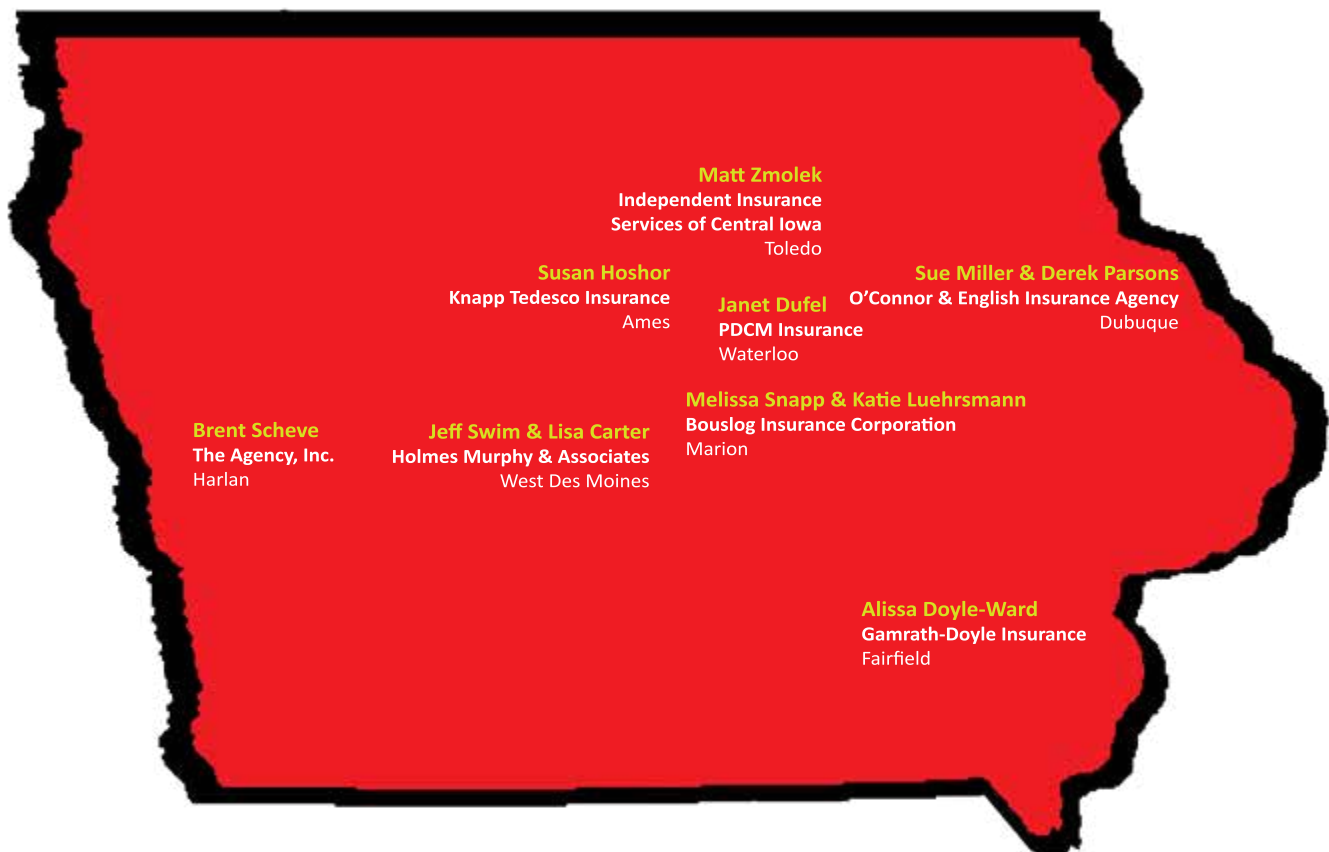 Matt Zmolek
Independent Insurance
Services of Central Iowa
Toledo
Susan Hoshor
Knapp Tedesco Insurance
Ames
Janet Dufel
PDCM Insurance
Waterloo
Sue Miller & Derek Parsons
O’Connor & English Insurance Agency
Dubuque
Brent Scheve
The Agency, Inc.
Harlan
Jeff Swim & Lisa Carter
Holmes Murphy & Associates
West Des Moines
Melissa Snapp & Katie Luehrsmann
Bouslog Insurance Corporation
Marion
Alissa Doyle-Ward
Gamrath-Doyle Insurance
Fairfield